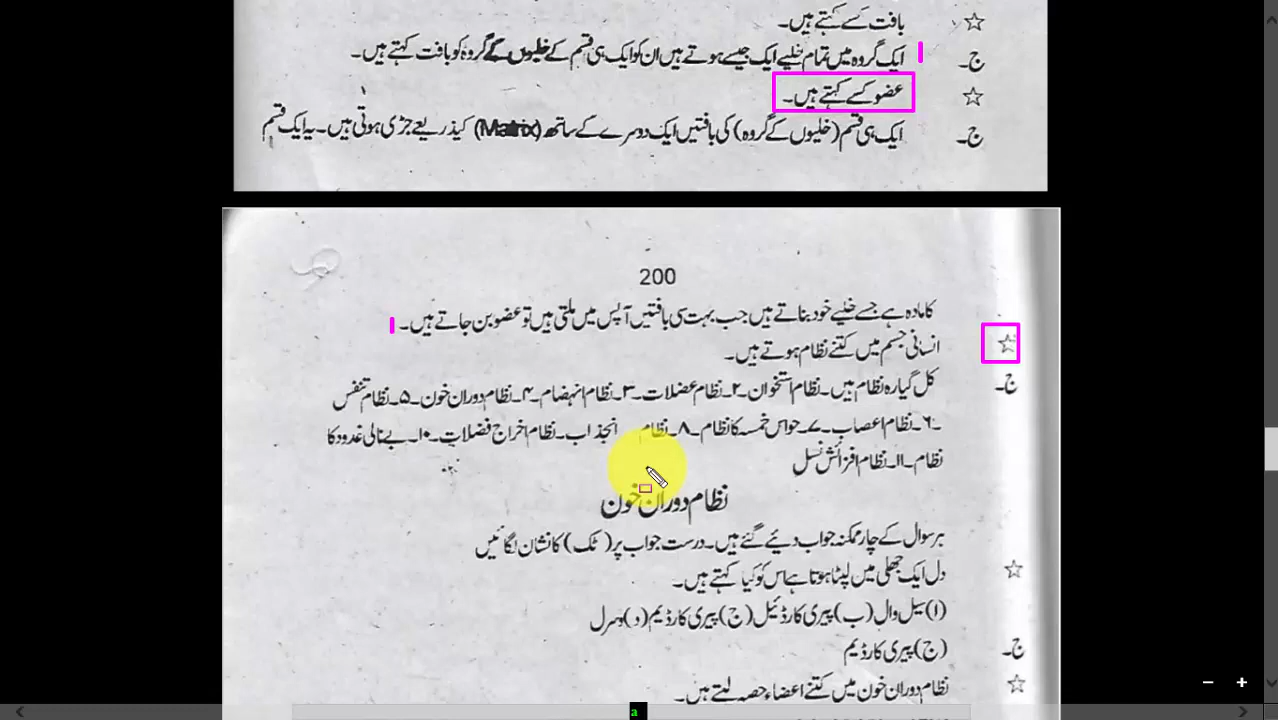 بافت کسے کہتے ہیں۔ ☆
ج۔ ایک گروہ میں تمام خلیے ایک جیسے ہوتے ہیں ان کو ایک ہی قسم کے خلیوں کے گروہ کو بافت کہتے ہیں۔
☆ عضو کسے کہتے ہیں۔
ج۔ ایک ہی قسم (خلیوں کے گروہ) کی بافتیں ایک دوسرے کے ساتھ (Matrix) کیذریعے جڑی ہوتی ہیں۔ یہ ایک قسم
200
کا مادہ ہے جسے خلیے خود بناتے ہیں جب بہت سی بافتیں آپس میں ملتی ہیں تو عضو بن جاتے ہیں۔
☆ انسانی جسم میں کتنے نظام ہوتے ہیں۔
ج۔ کل گیارہ نظام ہیں۔ نظام استخوان۔ ۲۔ نظام عضلات۔ ۳۔ نظام انہضام۔ ۴۔ نظام دوران خون۔ ۵۔ نظام تنفس
۔۶۔ نظام اعصاب۔ ۷۔ حواس خمسہ کا نظام۔ ۸۔ نظام انجذاب۔ نظام اخراج فضلات۔ ۱۰۔ بے نالی غدود کا
نظام۔ ۱۱۔ نظام افزائش نسل
نظام دوران خون
ہر سوال کے چار ممکنہ جواب دیئے گئے ہیں۔ درست جواب پر (ٹک) کا نشان لگائیں
☆ دل ایک جھلی میں لپٹا ہوتا ہے اس کو کیا کہتے ہیں۔
(ا) سیل وال (ب) پیری کارڈئیل (ج) پیری کارڈیم (د) وسرل
ج۔ (ج) پیری کارڈیم
☆ نظام دوران خون میں کتنے اعضاء حصہ لیتے ہیں۔
a